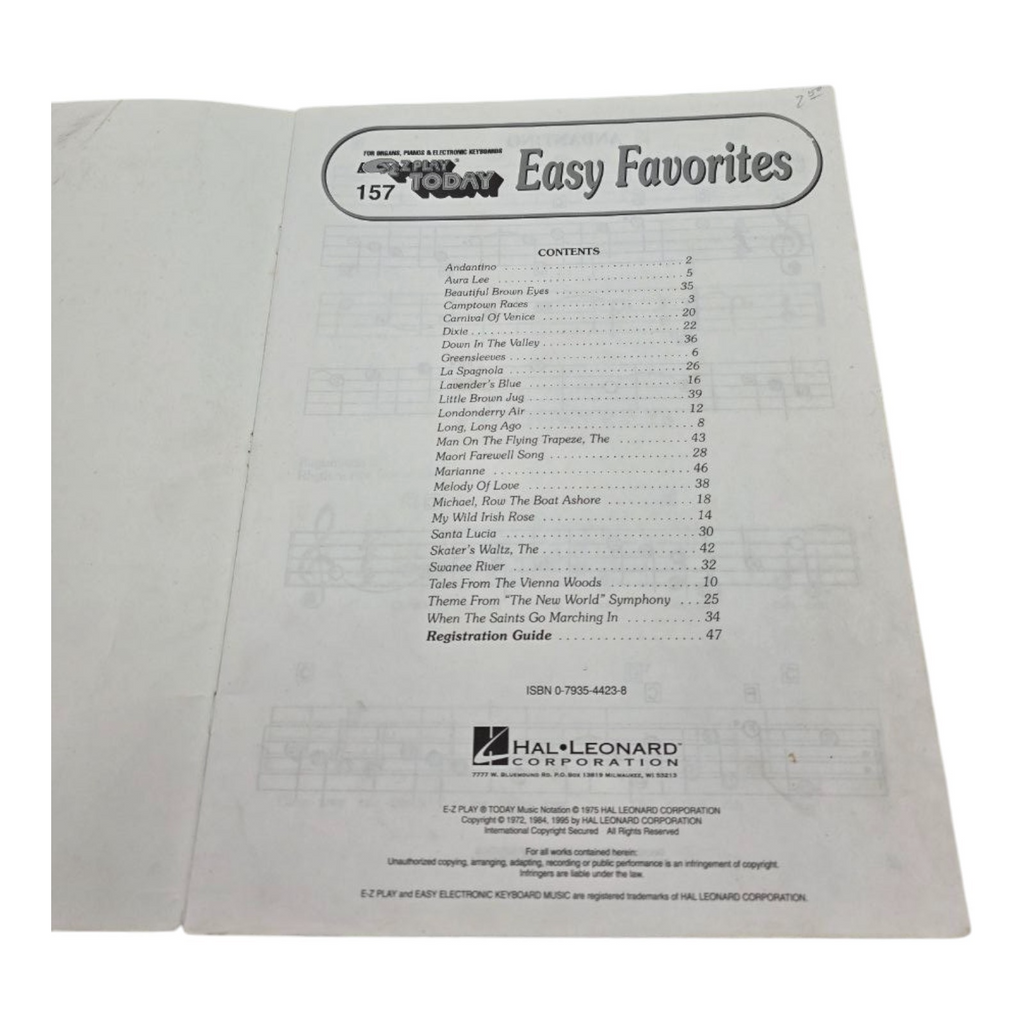 2 50
FOR ORGANS, PIANOS & ELECTRONIC KEYBOARDS
E-Z PLAY ® TODAY
157
Easy Favorites
CONTENTS
Andantino . . . . . . . . . . . . . . . . . . . . . . . . . . 2
Aura Lee . . . . . . . . . . . . . . . . . . . . . . . . . . . 5
Beautiful Brown Eyes . . . . . . . . . . . . . . . . . . 35
Camptown Races . . . . . . . . . . . . . . . . . . . . . 3
Carnival Of Venice . . . . . . . . . . . . . . . . . . . . 20
Dixie . . . . . . . . . . . . . . . . . . . . . . . . . . . . . 22
Down In The Valley . . . . . . . . . . . . . . . . . . . . 36
Greensleeves . . . . . . . . . . . . . . . . . . . . . . . . 6
La Spagnola . . . . . . . . . . . . . . . . . . . . . . . . 26
Lavender's Blue . . . . . . . . . . . . . . . . . . . . . . 16
Little Brown Jug . . . . . . . . . . . . . . . . . . . . . . 39
Londonderry Air . . . . . . . . . . . . . . . . . . . . . . 12
Long, Long Ago . . . . . . . . . . . . . . . . . . . . . . 8
Man On The Flying Trapeze, The . . . . . . . . . . 43
Maori Farewell Song . . . . . . . . . . . . . . . . . . . 28
Marianne . . . . . . . . . . . . . . . . . . . . . . . . . . 46
Melody Of Love . . . . . . . . . . . . . . . . . . . . . . 38
Michael, Row The Boat Ashore . . . . . . . . . . . . 18
My Wild Irish Rose . . . . . . . . . . . . . . . . . . . . 14
Santa Lucia . . . . . . . . . . . . . . . . . . . . . . . . . 30
Skater's Waltz, The . . . . . . . . . . . . . . . . . . . . 42
Swanee River . . . . . . . . . . . . . . . . . . . . . . . . 32
Tales From The Vienna Woods . . . . . . . . . . . . 10
Theme From "The New World" Symphony . . . 25
When The Saints Go Marching In . . . . . . . . . . 34
Registration Guide . . . . . . . . . . . . . . . . . . . 47
ISBN 0-7935-4423-8
HAL•LEONARD™
CORPORATION
7777 W. BLUEMOUND RD. P.O. BOX 13819 MILWAUKEE, WI 53213
E-Z PLAY ® TODAY Music Notation © 1975 HAL LEONARD CORPORATION
Copyright © 1972, 1984, 1995 by HAL LEONARD CORPORATION
International Copyright Secured All Rights Reserved
For all works contained herein:
Unauthorized copying, arranging, adapting, recording or public performance is an infringement of copyright.
Infringers are liable under the law.
E-Z PLAY and EASY ELECTRONIC KEYBOARD MUSIC are registered trademarks of HAL LEONARD CORPORATION.